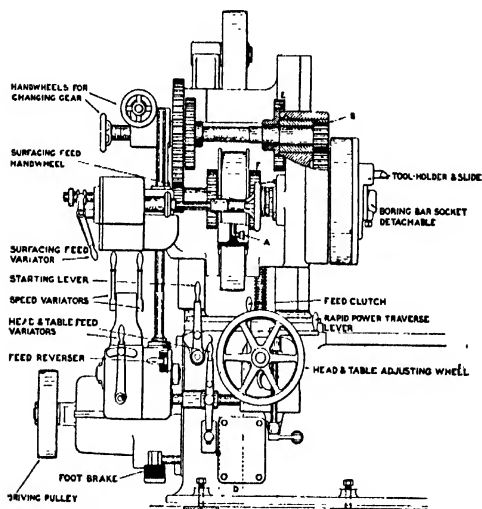 HANDWHEELS FOR
CHANGING GEAR
SURFACING FEED
HANDWHEEL
SURFACING FEED
VARIATOR
STARTING LEVER
SPEED VARIATORS
HEAD & TABLE FEED
VARIATORS
FEED REVERSER
FOOT BRAKE
DRIVING PULLEY
E
B
F
A
TOOL-HOLDER & SLIDE
BORING BAR SOCKET
DETACHABLE
FEED CLUTCH
RAPID POWER TRAVERSE
LEVER
HEAD & TABLE ADJUSTING WHEEL
D